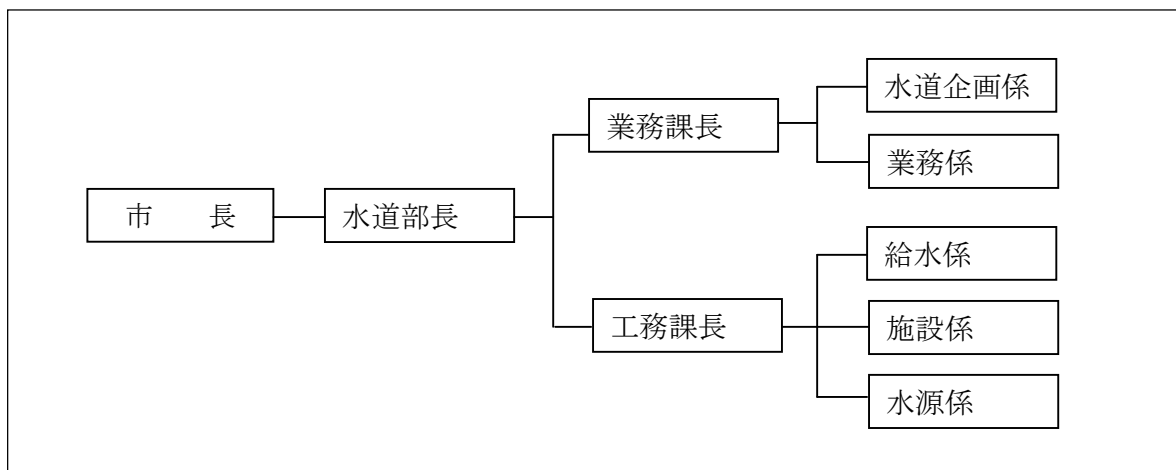 市　　長
水道部長
業務課長
水道企画係
業務係
工務課長
給水係
施設係
水源係